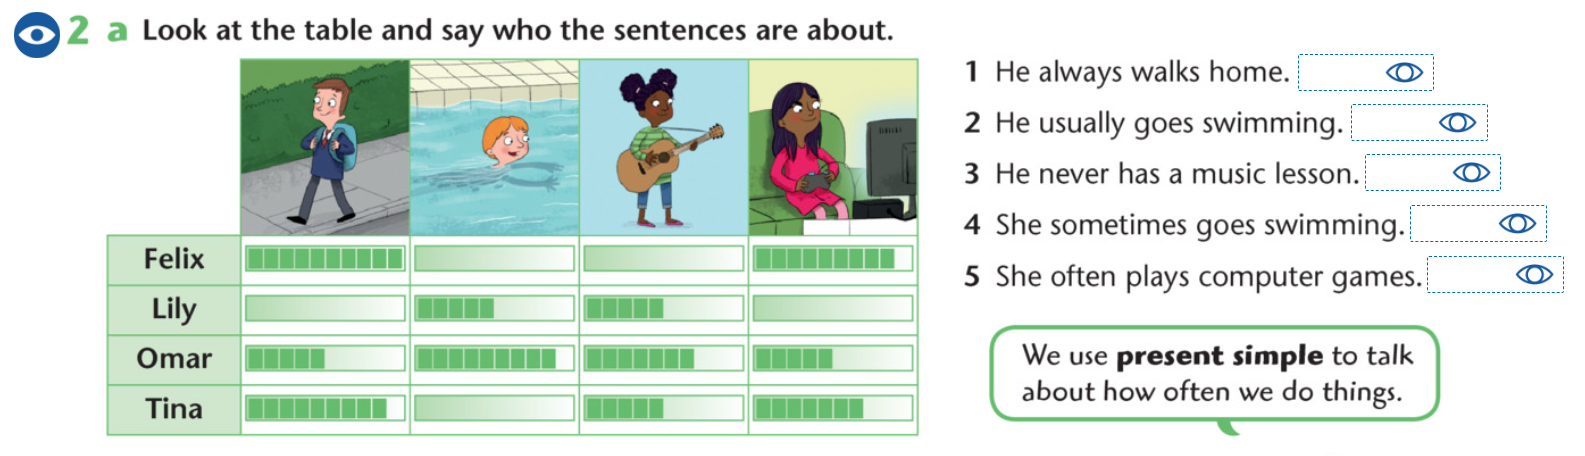 2 a Look at the table and say who the sentences are about.
Felix
Lily
Omar
Tina
1 He always walks home.
2 He usually goes swimming.
3 He never has a music lesson.
4 She sometimes goes swimming.
5 She often plays computer games.
We use present simple to talk
about how often we do things.